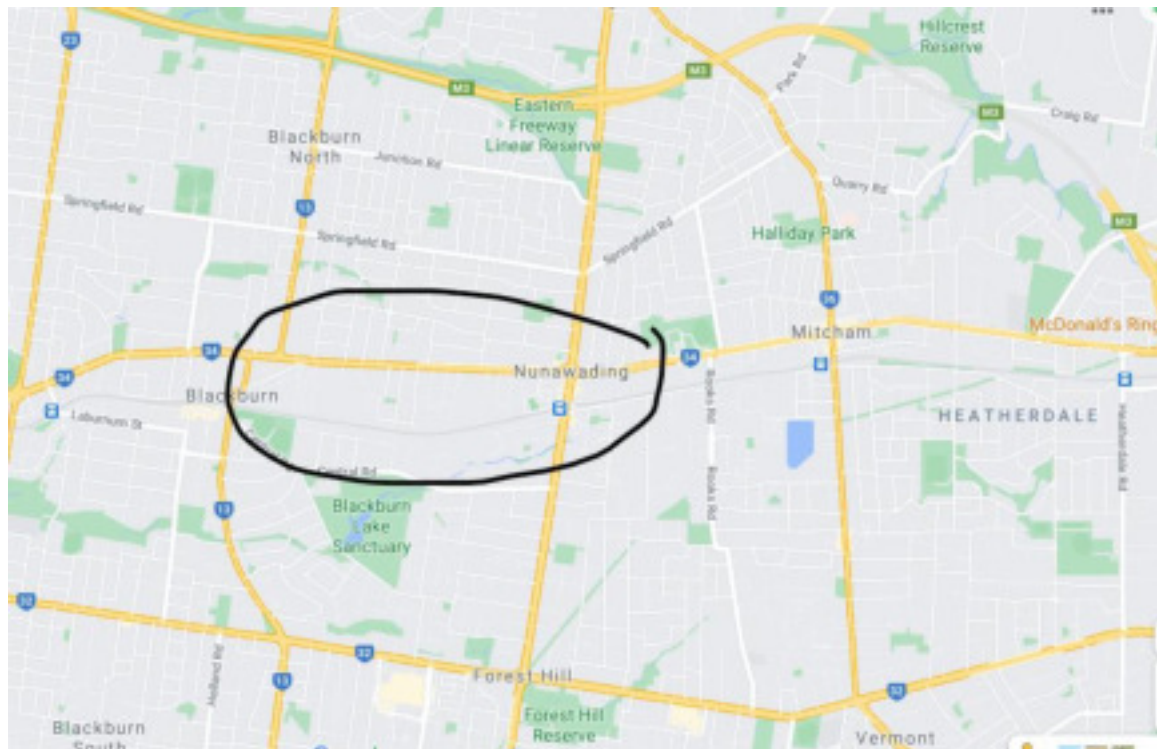 Hillcrest
Reserve
23
M3
M3
Park Rd
M3
Craig Rd
Eastern
Freeway
Linear Reserve
Blackburn
North
Junction Rd
Quarry Rd
Springfield Rd
13
Springfield Rd
Springfield Rd
Halliday Park
M3
36
Mitcham
McDonald's Ring
34
34
34
Nunawading
Blackburn
Laburnum St
Rooks Rd
HEATHERDALE
Heatherdale Rd
Central Rd
Rooks Rd
13
Blackburn
Lake
Sanctuary
32
32
Holland Rd
13
Forest Hill
32
Forest Hill
Reserve
Blackburn
South
Vermont